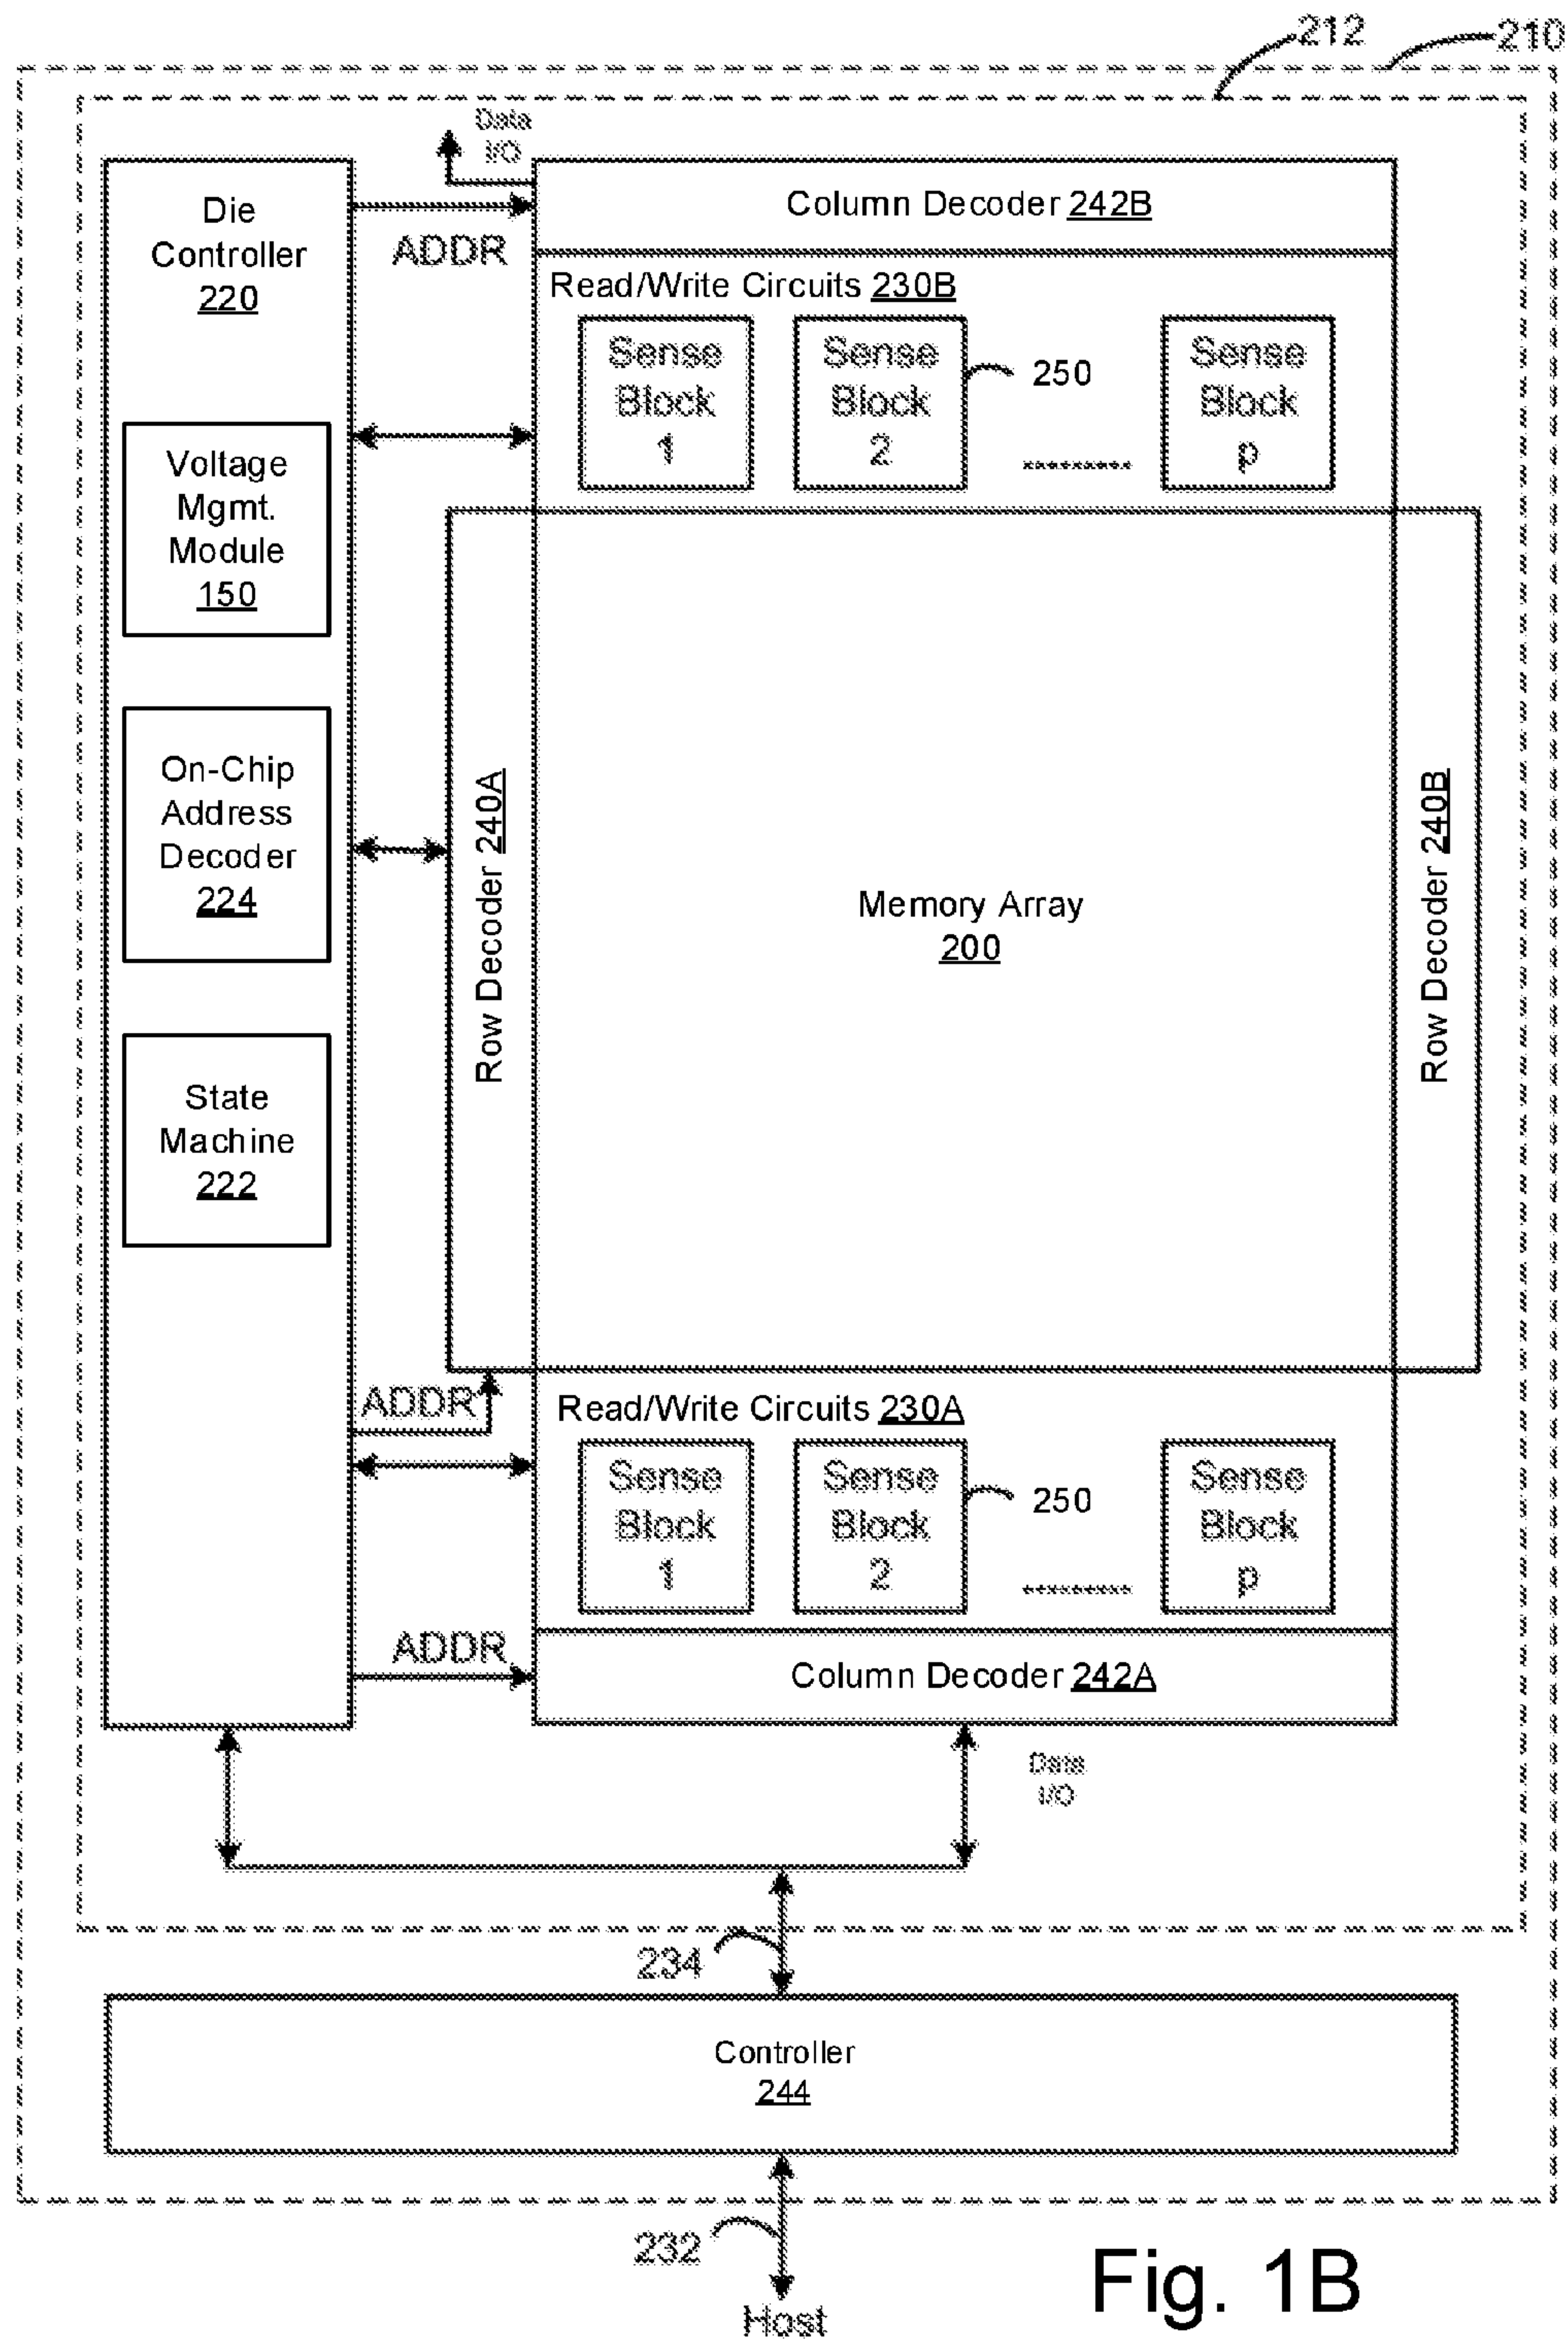 212
210
Data
I/O
Die
Controller
220
ADDR
Column Decoder 242B
Read/Write Circuits 230B
Sense
Block
1
Sense
Block
2
250
Sense
Block
p
Voltage
Mgmt.
Module
150
On-Chip
Address
Decoder
224
State
Machine
222
Row Decoder 240A
Memory Array
200
Row Decoder 240B
ADDR
Read/Write Circuits 230A
Sense
Block
1
Sense
Block
2
250
Sense
Block
p
ADDR
Column Decoder 242A
Data
I/O
234
Controller
244
232
Host
Fig. 1B